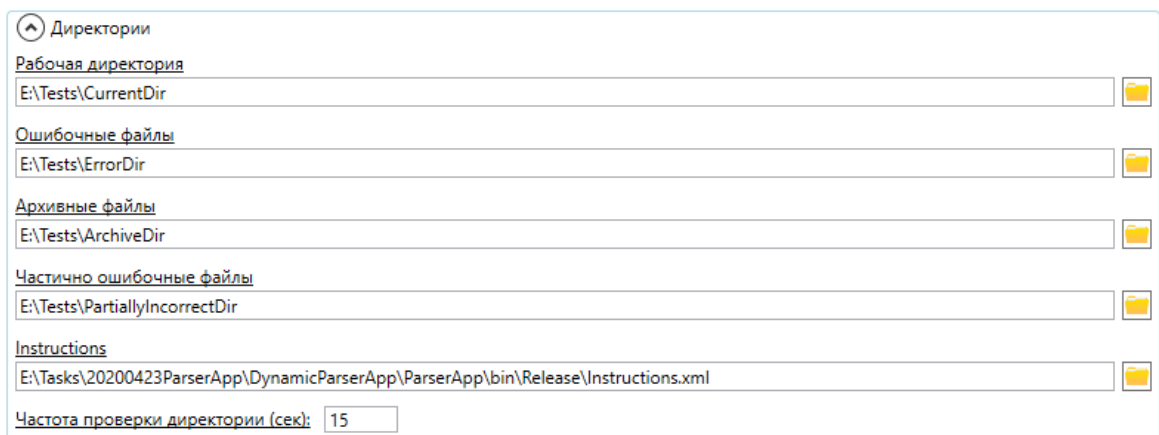 Директории
Рабочая директория
E:\Tests\CurrentDir
Ошибочные файлы
E:\Tests\ErrorDir
Архивные файлы
E:\Tests\ArchiveDir
Частично ошибочные файлы
E:\Tests\PartiallyIncorrectDir
Instructions
E:\Tasks\20200423ParserApp\DynamicParserApp\ParserApp\bin\Release\Instructions.xml
Частота проверки директории (сек): 15